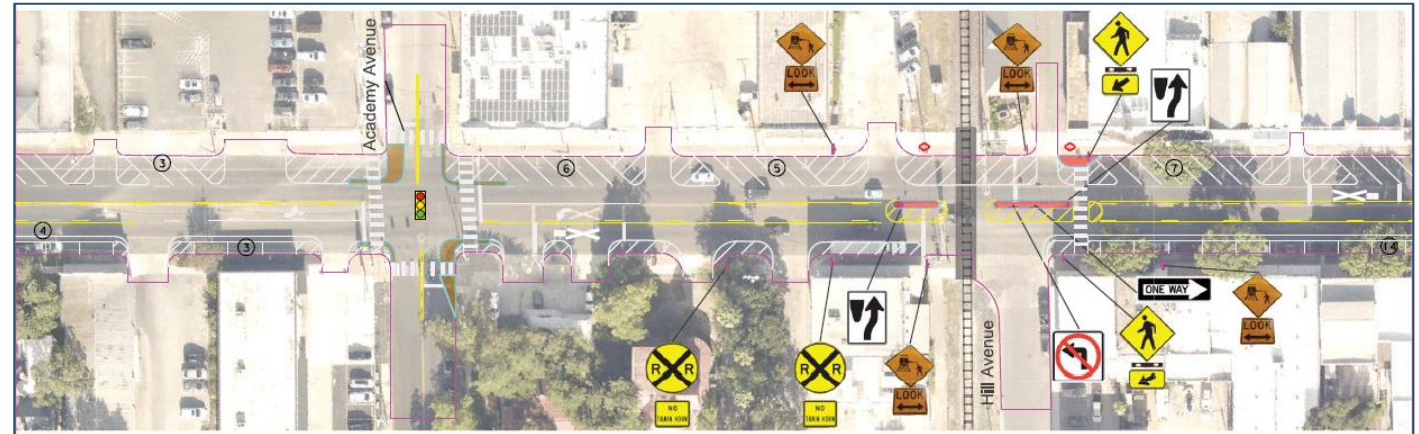 Academy Avenue
LOOK
LOOK
3
6
5
7
4
3
14
ONE WAY
R R
NO
TRAIN HORN
R R
NO
TRAIN HORN
LOOK
Hill Avenue
LOOK